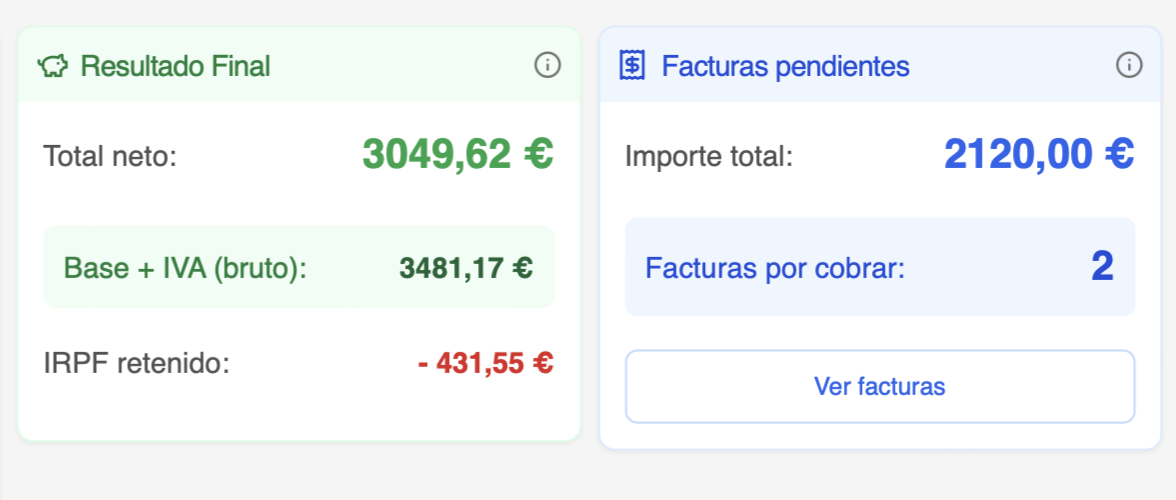 Resultado Final
Total neto: 3049,62 €
Base + IVA (bruto): 3481,17 €
IRPF retenido: - 431,55 €
Facturas pendientes
Importe total: 2120,00 €
Facturas por cobrar: 2
Ver facturas